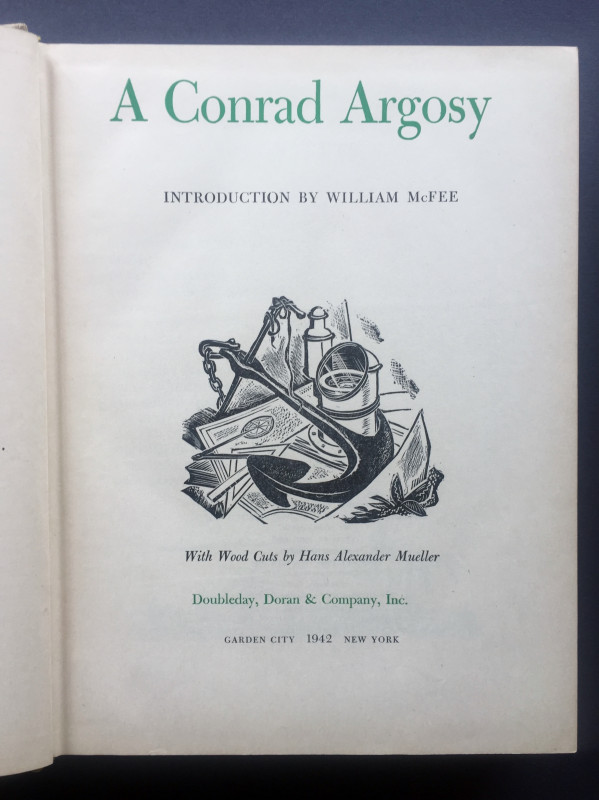 A Conrad Argosy
INTRODUCTION BY WILLIAM McFEE
With Wood Cuts by Hans Alexander Mueller
Doubleday, Doran & Company, Inc.
GARDEN CITY 1942 NEW YORK